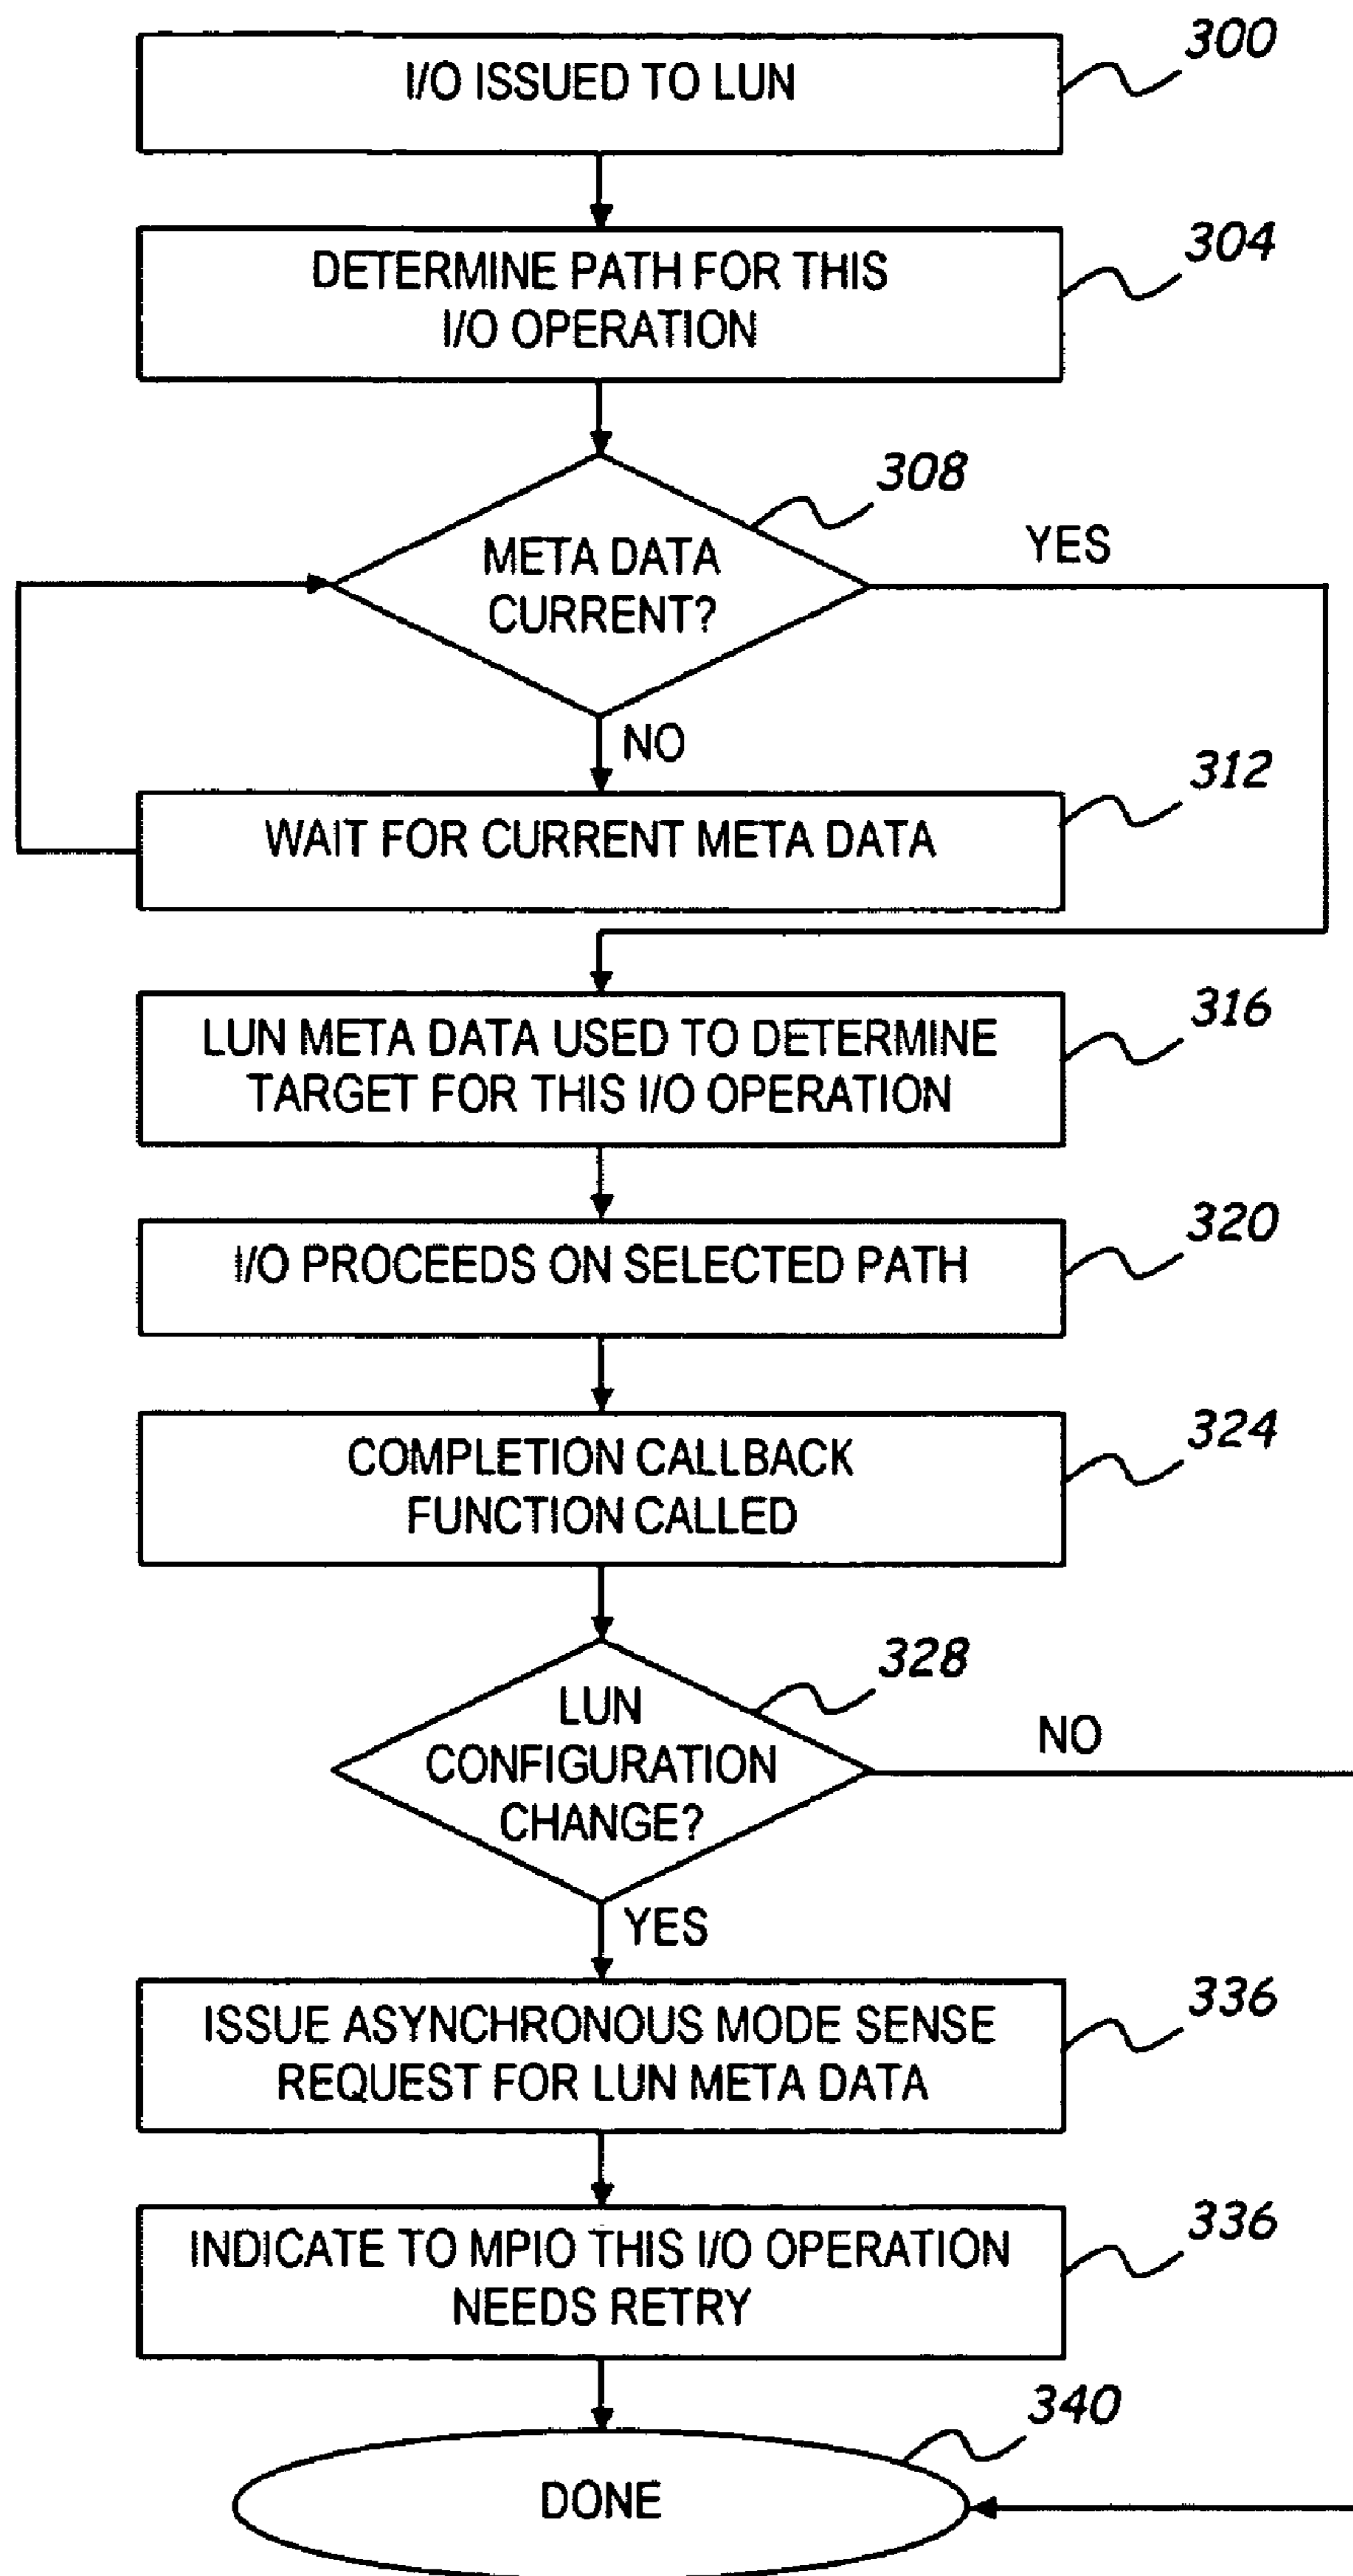 300
I/O ISSUED TO LUN
304
DETERMINE PATH FOR THIS
I/O OPERATION
308
META DATA
CURRENT?
YES
NO
312
WAIT FOR CURRENT META DATA
316
LUN META DATA USED TO DETERMINE
TARGET FOR THIS I/O OPERATION
320
I/O PROCEEDS ON SELECTED PATH
324
COMPLETION CALLBACK
FUNCTION CALLED
328
LUN
CONFIGURATION
CHANGE?
NO
YES
336
ISSUE ASYNCHRONOUS MODE SENSE
REQUEST FOR LUN META DATA
336
INDICATE TO MPIO THIS I/O OPERATION
NEEDS RETRY
340
DONE